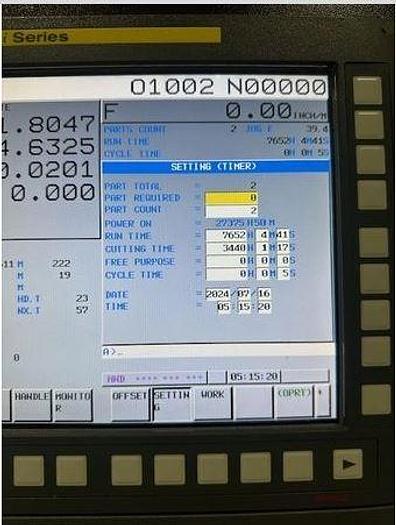 i Series
O1002 N00000
F 0.00 INCH/M
.8047
.6325
0.0201
0.000
PARTS COUNT 2 JOG F 39.4
RUN TIME 7652H 4M41S
CYCLE TIME 0H 0M 5S
SETTING (TIMER)
PART TOTAL = 2
PART REQUIRED = 0
PART COUNT = 2
POWER ON = 27375H50M
RUN TIME = 7652H 4M41S
CUTTING TIME = 3440H 1M17S
FREE PURPOSE = 0H 0M 0S
CYCLE TIME = 0H 0M 5S
DATE = 2024/07/16
TIME = 05:15:20
M 222
M 19
M
HD.T 23
NX.T 57
0
A>_
MND **** *** *** 05:15:20
HANDLE MONITOR OFFSET SETTING WORK (OPRT) +